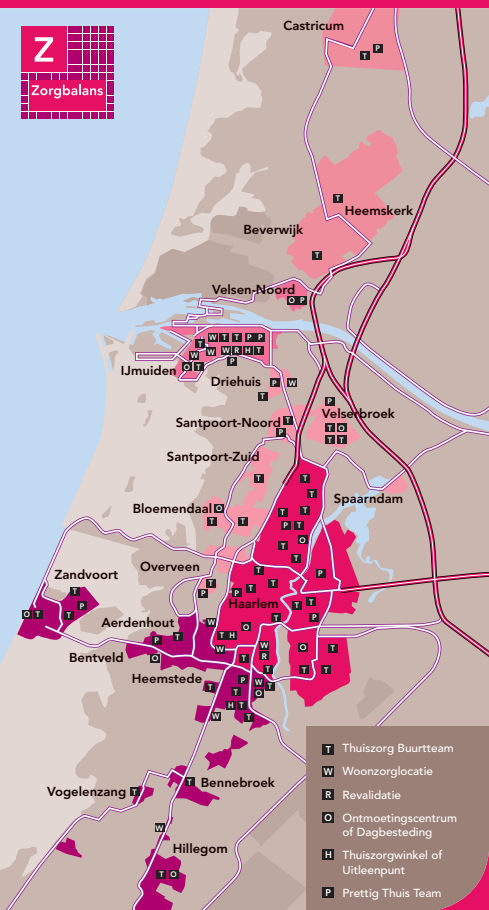 Castricum
Z
Zorgbalans
P
T
T
Heemskerk
Beverwijk
T
Velsen-Noord
O P
W T T P P
T
W W R H T
W
P
O T
IJmuiden
Driehuis
P W
T
P
Velserbroek
Santpoort-Noord
T
T O
P
T T
Santpoort-Zuid
T
T
Spaarndam
T
Bloemendaal
O
T
T
T
T
P T
T
O
T
Overveen
T
P
Zandvoort
T
T
T
T
P
P
T
P
Haarlem
T
T
O T
T
P
Aerdenhout
W
O
T
P
T
T H
W
O
T
W
Bentveld
O
T
R
Heemstede
T
T
T
T
P
W
T
T
O
H T
W
T
Bennebroek
T
Vogelenzang
T
W
Hillegom
T O
T Thuiszorg Buurtteam
W Woonzorglocatie
R Revalidatie
O Ontmoetingscentrum
of Dagbesteding
H Thuiszorgwinkel of
Uitleenpunt
P Prettig Thuis Team